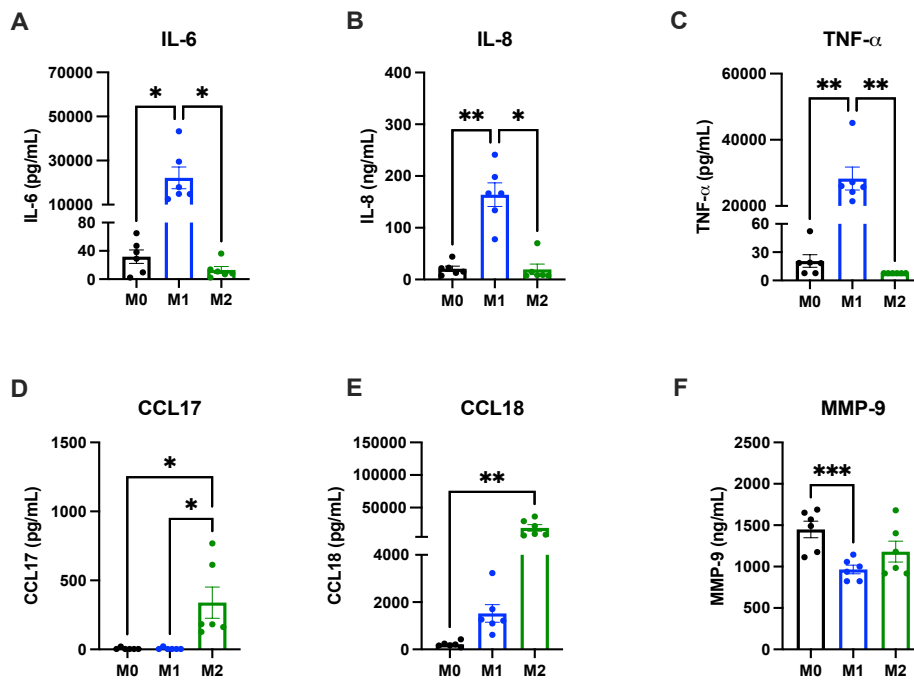 A
IL-6
IL-6 (pg/mL)
70000
50000
30000
10000
80
40
0
* *
M0 M1 M2
B
IL-8
IL-8 (ng/mL)
400
300
200
100
0
** *
M0 M1 M2
C
TNF-α
TNF-α (pg/mL)
60000
40000
20000
60
30
0
** **
M0 M1 M2
D
CCL17
CCL17 (pg/mL)
1500
1000
500
0
*
*
M0 M1 M2
E
CCL18
CCL18 (pg/mL)
150000
100000
50000
4000
2000
0
**
M0 M1 M2
F
MMP-9
MMP-9 (ng/mL)
2500
2000
1500
1000
500
0
***
M0 M1 M2